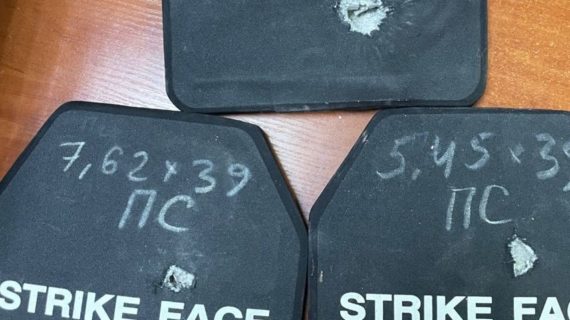 7,62 × 39
ПС
STRIKE FACE
5,45 × 39
ПС
STRIKE FAC